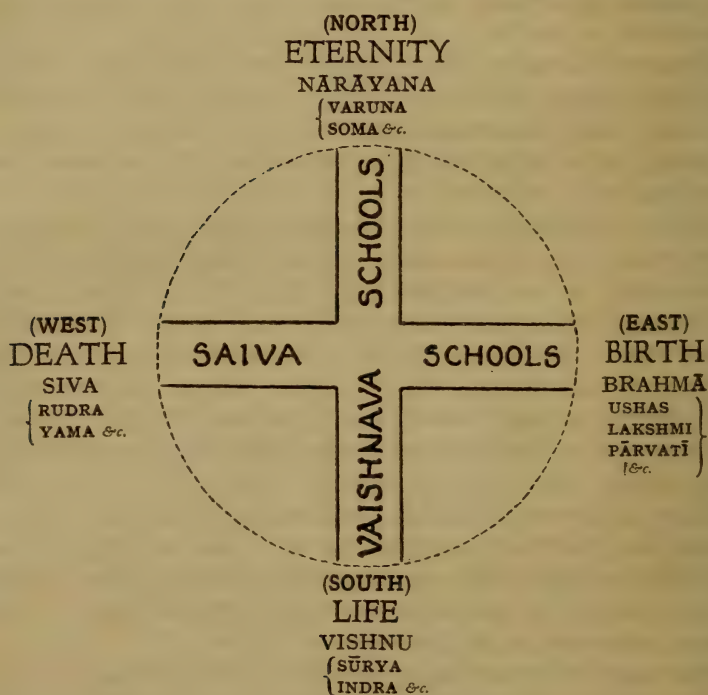 (NORTH)
ETERNITY
NĀRĀYANA
VARUNA
SOMA &c.
SCHOOLS
(WEST)
DEATH
SIVA
RUDRA
YAMA &c.
SAIVA SCHOOLS
(EAST)
BIRTH
BRAHMĀ
USHAS
LAKSHMI
PĀRVATĪ
&c.
VAISHNAVA
(SOUTH)
LIFE
VISHNU
SŪRYA
INDRA &c.